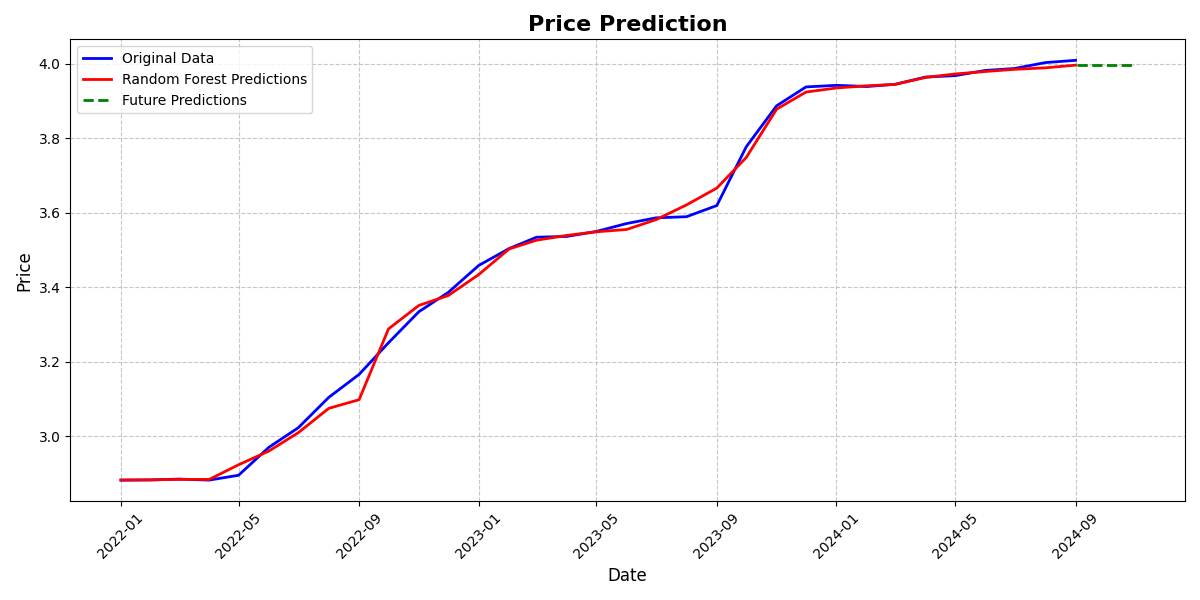 Price Prediction
Original Data
Random Forest Predictions
Future Predictions
Price
4.0
3.8
3.6
3.4
3.2
3.0
2022-01
2022-05
2022-09
2023-01
2023-05
2023-09
2024-01
2024-05
2024-09
Date